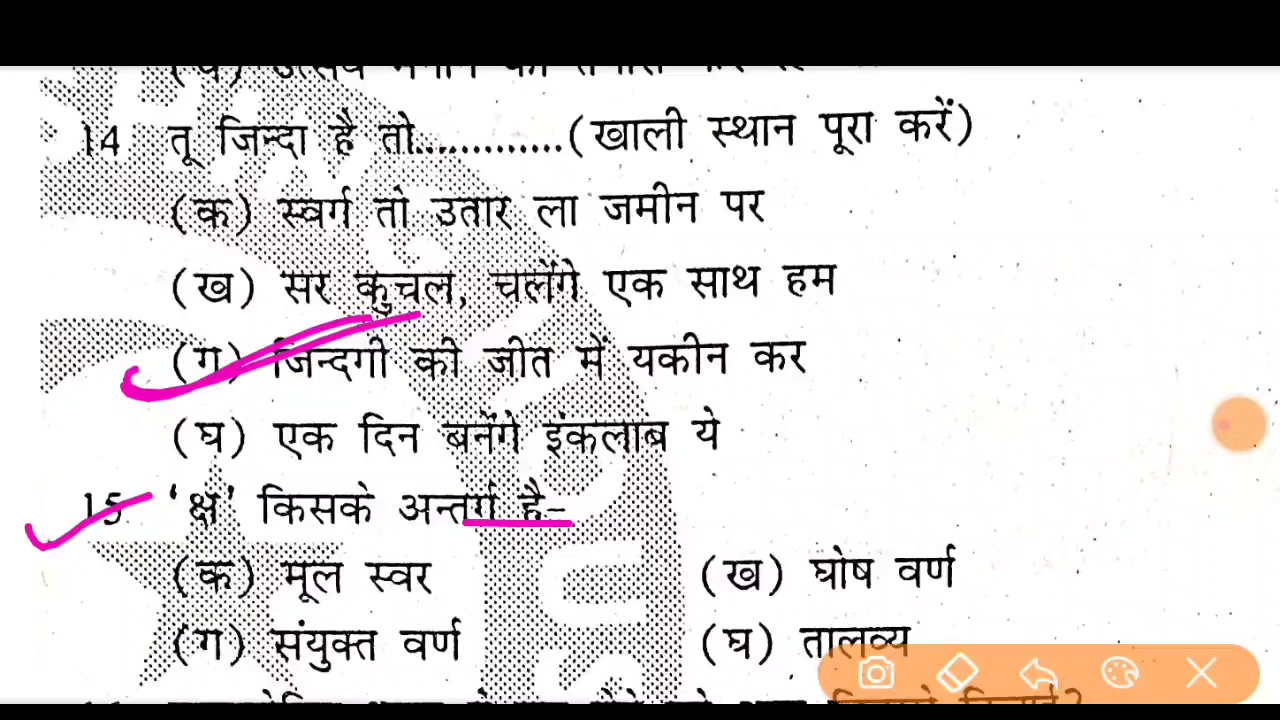 14 तू जिन्दा है तो.............(खाली स्थान पूरा करें)
(क) स्वर्ग तो उतार ला जमीन पर
(ख) सर कुचल, चलेंगे एक साथ हम
(ग) जिन्दगी की जीत में यकीन कर
(घ) एक दिन बनेंगे इंकलाब ये
15 'क्ष' किसके अन्तर्ग है-
(क) मूल स्वर (ख) घोष वर्ण
(ग) संयुक्त वर्ण (घ) तालव्य